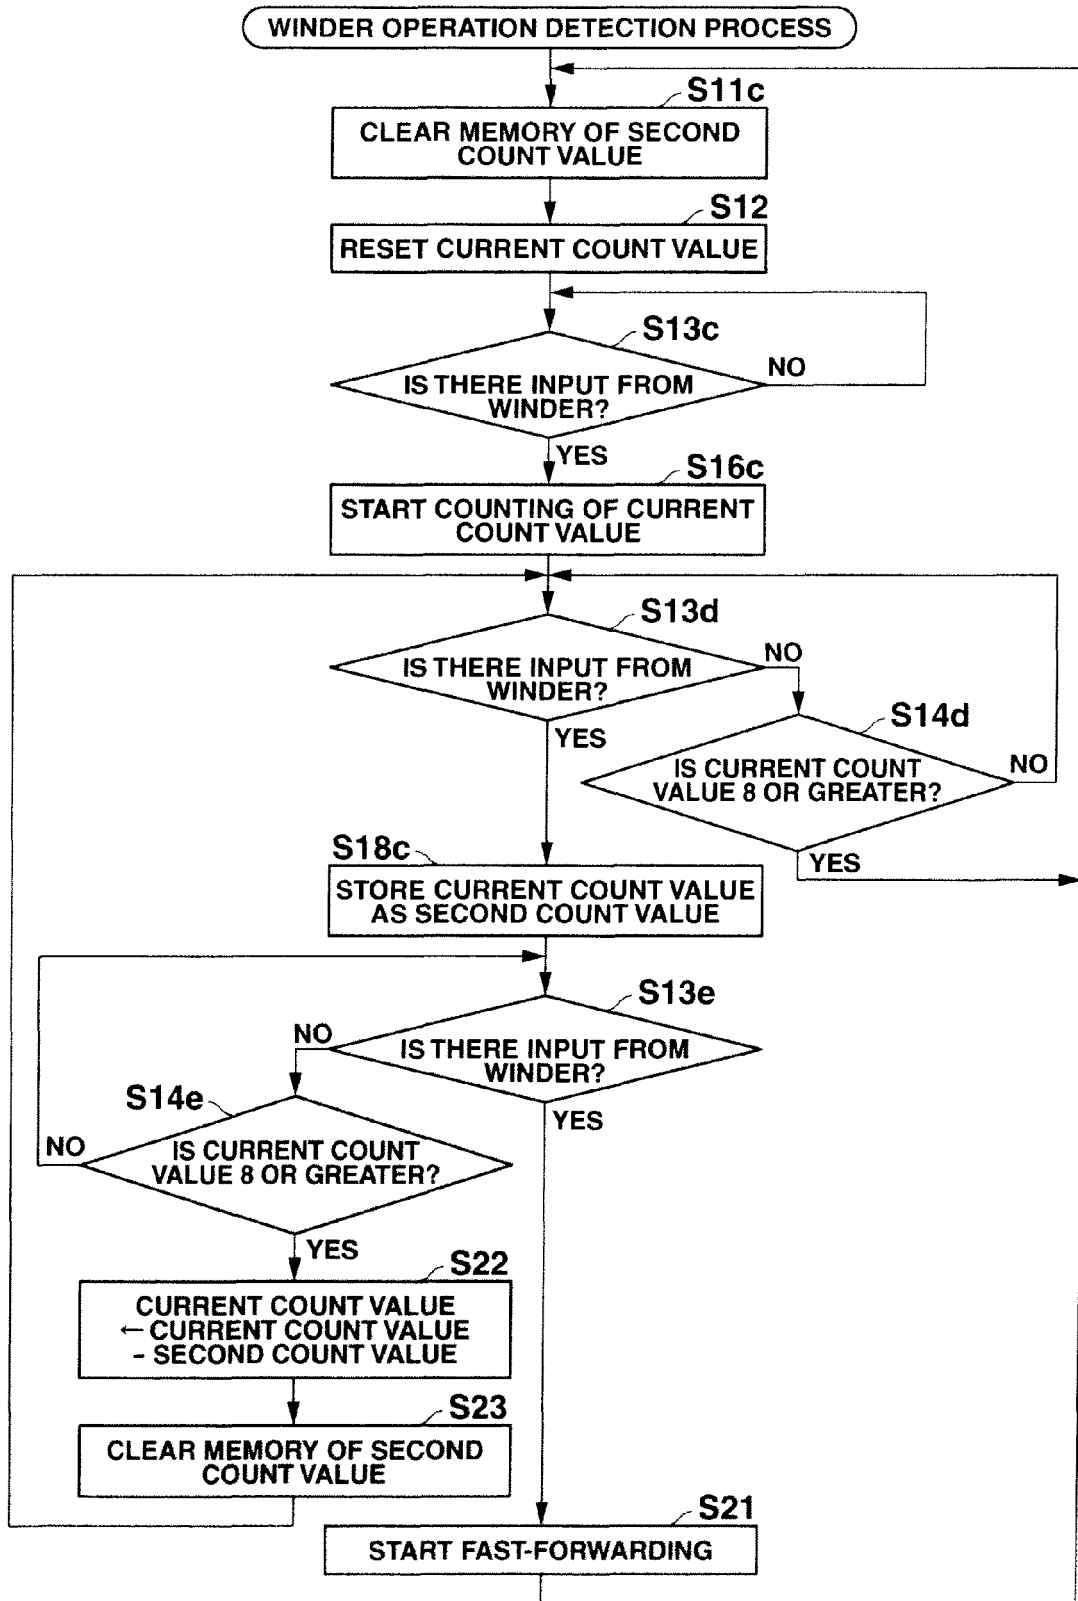 WINDER OPERATION DETECTION PROCESS
S11c
CLEAR MEMORY OF SECOND
COUNT VALUE
S12
RESET CURRENT COUNT VALUE
S13c
IS THERE INPUT FROM
WINDER?
NO
YES
S16c
START COUNTING OF CURRENT
COUNT VALUE
S13d
IS THERE INPUT FROM
WINDER?
NO
YES
S14d
IS CURRENT COUNT
VALUE 8 OR GREATER?
NO
YES
S18c
STORE CURRENT COUNT VALUE
AS SECOND COUNT VALUE
S13e
IS THERE INPUT FROM
WINDER?
NO
YES
S14e
IS CURRENT COUNT
VALUE 8 OR GREATER?
NO
YES
S22
CURRENT COUNT VALUE
← CURRENT COUNT VALUE
- SECOND COUNT VALUE
S23
CLEAR MEMORY OF SECOND
COUNT VALUE
S21
START FAST-FORWARDING